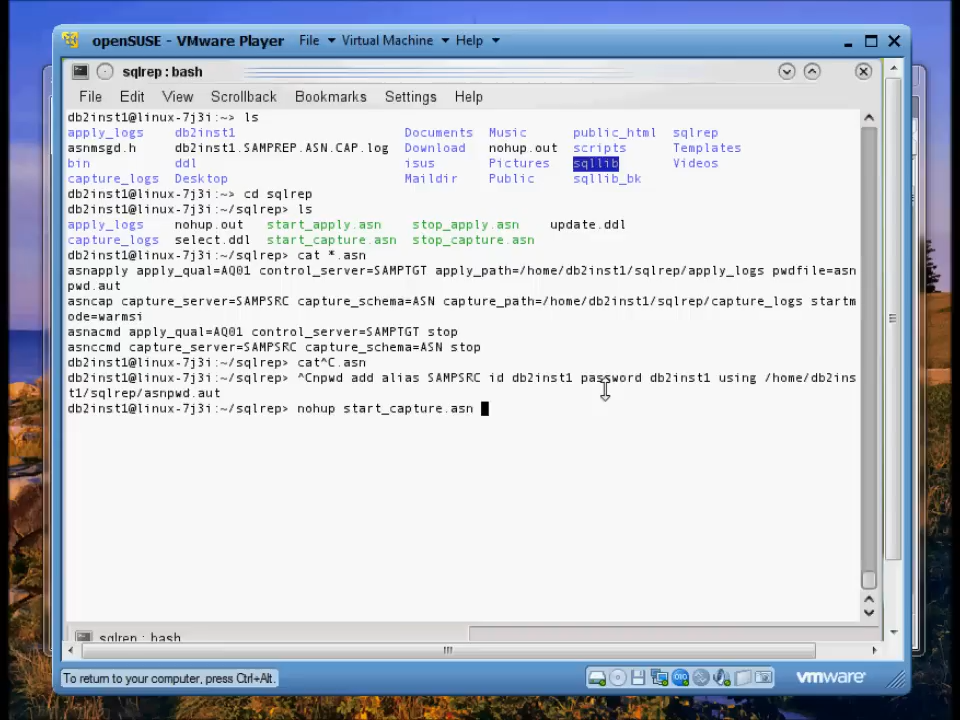 openSUSE - VMware Player File Virtual Machine Help
sqlrep : bash
File Edit View Scrollback Bookmarks Settings Help
db2inst1@linux-7j3i:~> ls
apply_logs db2inst1 Documents Music public_html sqlrep
asnmsgd.h db2inst1.SAMPREP.ASN.CAP.log Download nohup.out scripts Templates
bin ddl isus Pictures sqllib Videos
capture_logs Desktop Maildir Public sqllib_bk
db2inst1@linux-7j3i:~> cd sqlrep
db2inst1@linux-7j3i:~/sqlrep> ls
apply_logs nohup.out start_apply.asn stop_apply.asn update.ddl
capture_logs select.ddl start_capture.asn stop_capture.asn
db2inst1@linux-7j3i:~/sqlrep> cat *.asn
asnapply apply_qual=AQ01 control_server=SAMPTGT apply_path=/home/db2inst1/sqlrep/apply_logs pwdfile=asn
pwd.aut
asncap capture_server=SAMPSRC capture_schema=ASN capture_path=/home/db2inst1/sqlrep/capture_logs startm
ode=warmsi
asnacmd apply_qual=AQ01 control_server=SAMPTGT stop
asnccmd capture_server=SAMPSRC capture_schema=ASN stop
db2inst1@linux-7j3i:~/sqlrep> cat^C.asn
db2inst1@linux-7j3i:~/sqlrep> ^Cnpwd add alias SAMPSRC id db2inst1 password db2inst1 using /home/db2ins
t1/sqlrep/asnpwd.aut
db2inst1@linux-7j3i:~/sqlrep> nohup start_capture.asn
sqlrep : bash
To return to your computer, press Ctrl+Alt.
vmware